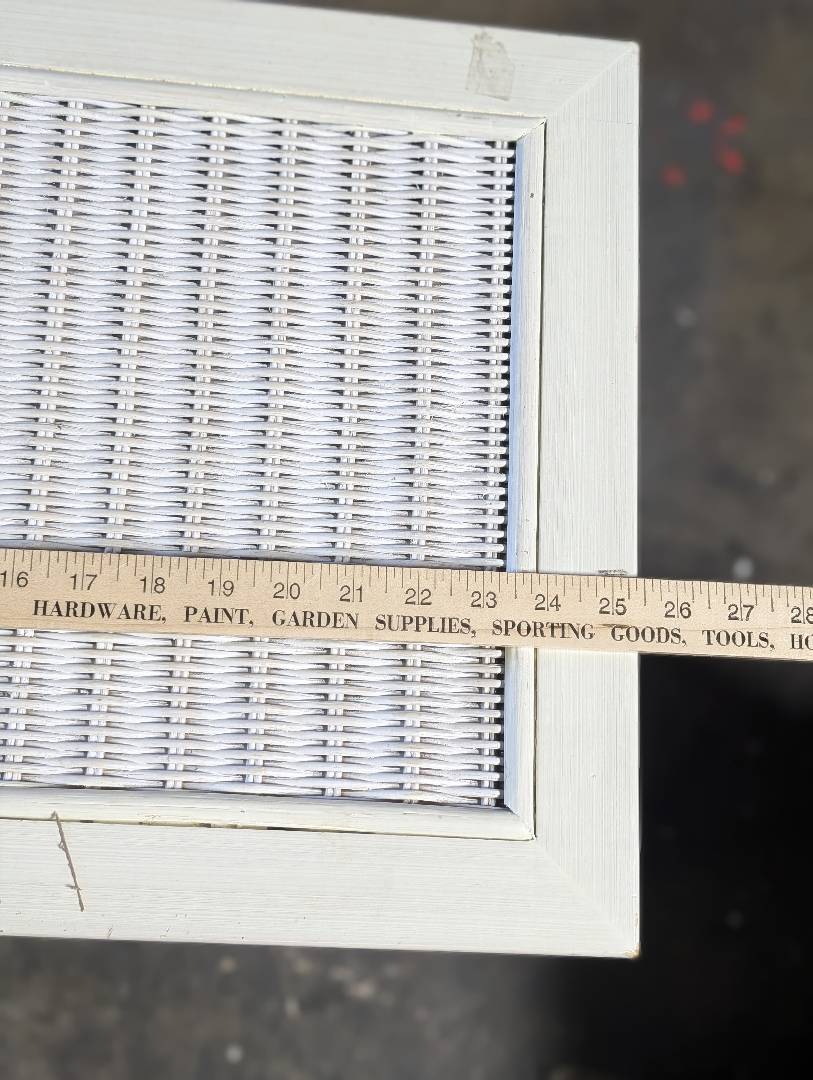 16 17 18 19 20 21 22 23 24 25 26 27 28
HARDWARE, PAINT, GARDEN SUPPLIES, SPORTING GOODS, TOOLS, HO